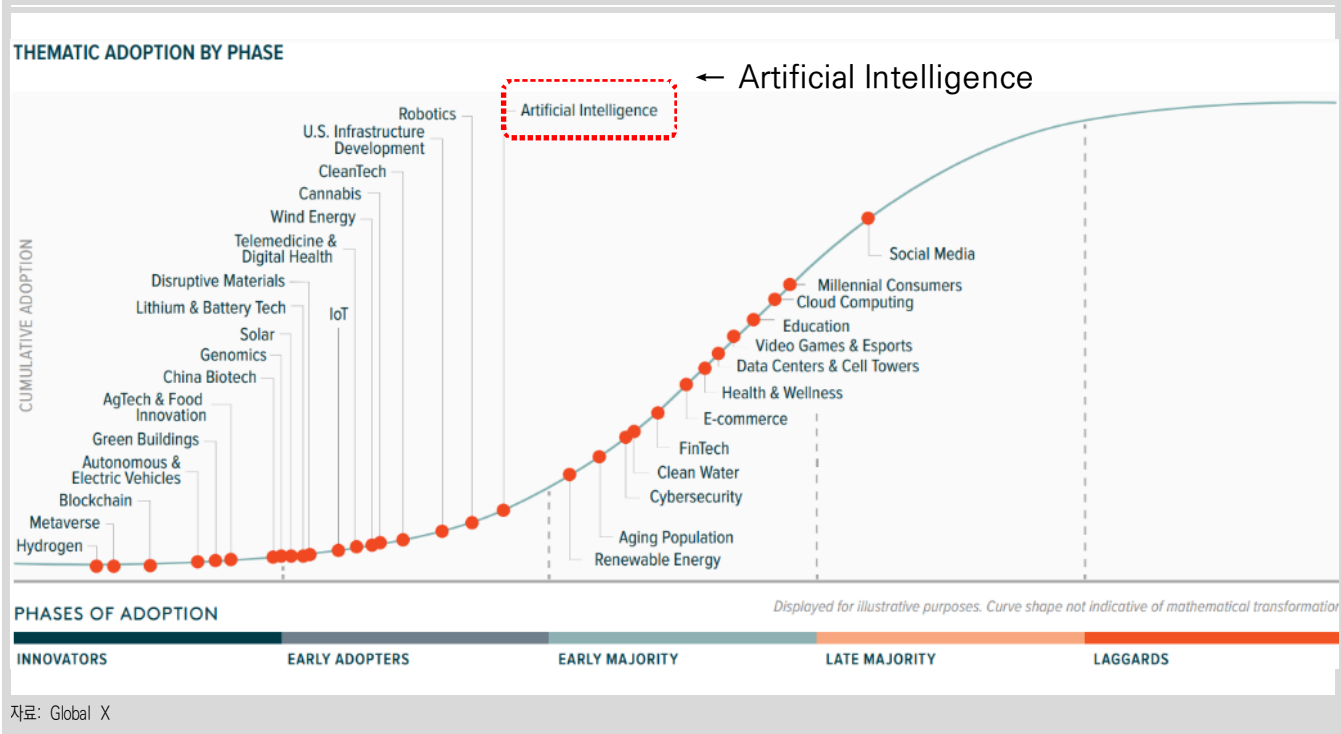 THEMATIC ADOPTION BY PHASE
← Artificial Intelligence
Artificial Intelligence
Robotics
U.S. Infrastructure
Development
CleanTech
Cannabis
Wind Energy
Telemedicine &
Digital Health
Disruptive Materials
Lithium & Battery Tech
IoT
Solar
Genomics
China Biotech
AgTech & Food
Innovation
Green Buildings
Autonomous &
Electric Vehicles
Blockchain
Metaverse
Hydrogen
CUMULATIVE ADOPTION
Social Media
Millennial Consumers
Cloud Computing
Education
Video Games & Esports
Data Centers & Cell Towers
Health & Wellness
E-commerce
FinTech
Clean Water
Cybersecurity
Aging Population
Renewable Energy
PHASES OF ADOPTION
Displayed for illustrative purposes. Curve shape not indicative of mathematical transformation
INNOVATORS
EARLY ADOPTERS
EARLY MAJORITY
LATE MAJORITY
LAGGARDS
자료: Global X